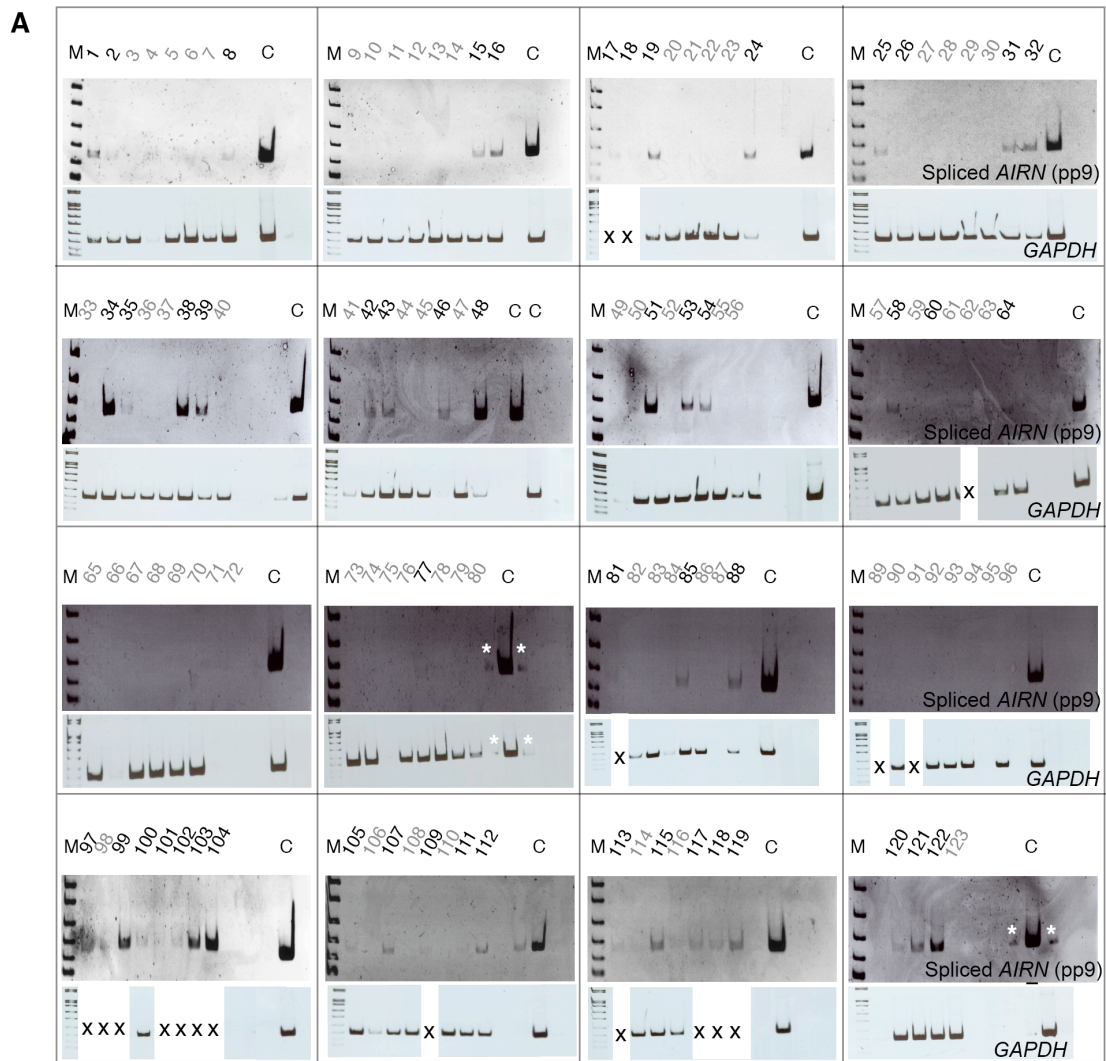 A
M 1 2 3 4 5 6 7 8 C
M 9 10 11 12 13 14 15 16 C
M 17 18 19 20 21 22 23 24 C
M 25 26 27 28 29 30 31 32 C
Spliced AIRN (pp9)
x x
GAPDH
M 33 34 35 36 37 38 39 40 C
M 41 42 43 44 45 46 47 48 C C
M 49 50 51 52 53 54 55 56 C
M 57 58 59 60 61 62 63 64 C
Spliced AIRN (pp9)
x
GAPDH
M 65 66 67 68 69 70 71 72 C
M 73 74 75 76 77 78 79 80 C
M 81 82 83 84 85 86 87 88 C
M 89 90 91 92 93 94 95 96 C
* *
Spliced AIRN (pp9)
* *
x
x x
GAPDH
M 97 98 99 100 101 102 103 104 C
M 105 106 107 108 109 110 111 112 C
M 113 114 115 116 117 118 119 C
M 120 121 122 123 C
* *
Spliced AIRN (pp9)
x x x x x x x
x
x x x x
GAPDH